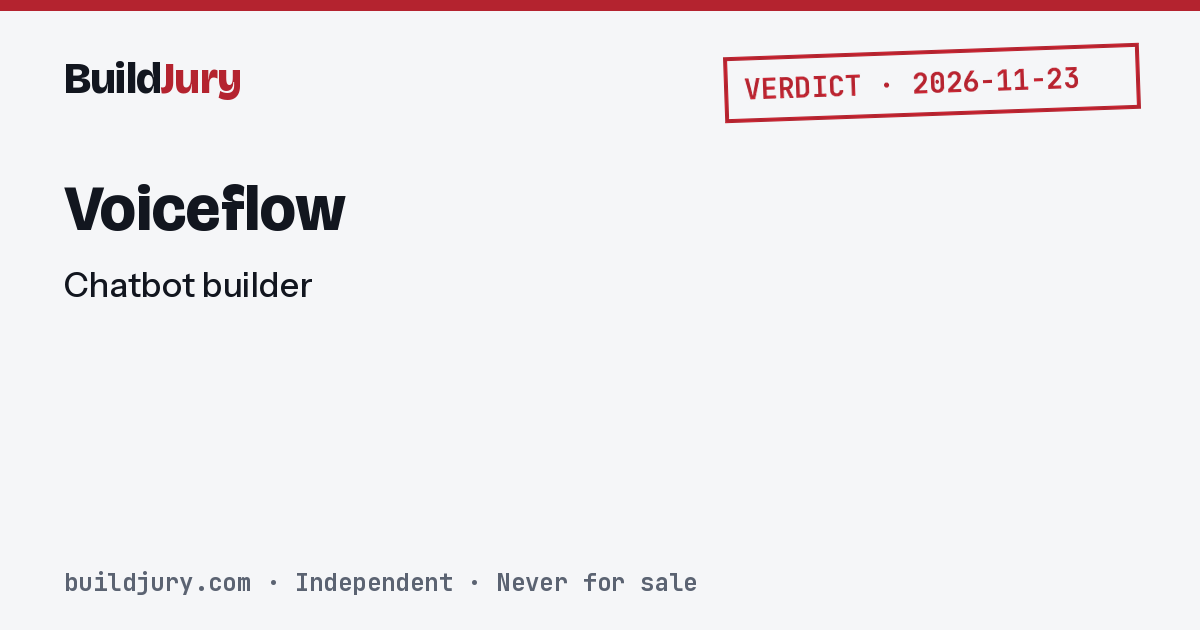 BuildJury
VERDICT · 2026-11-23
Voiceflow
Chatbot builder
buildjury.com · Independent · Never for sale